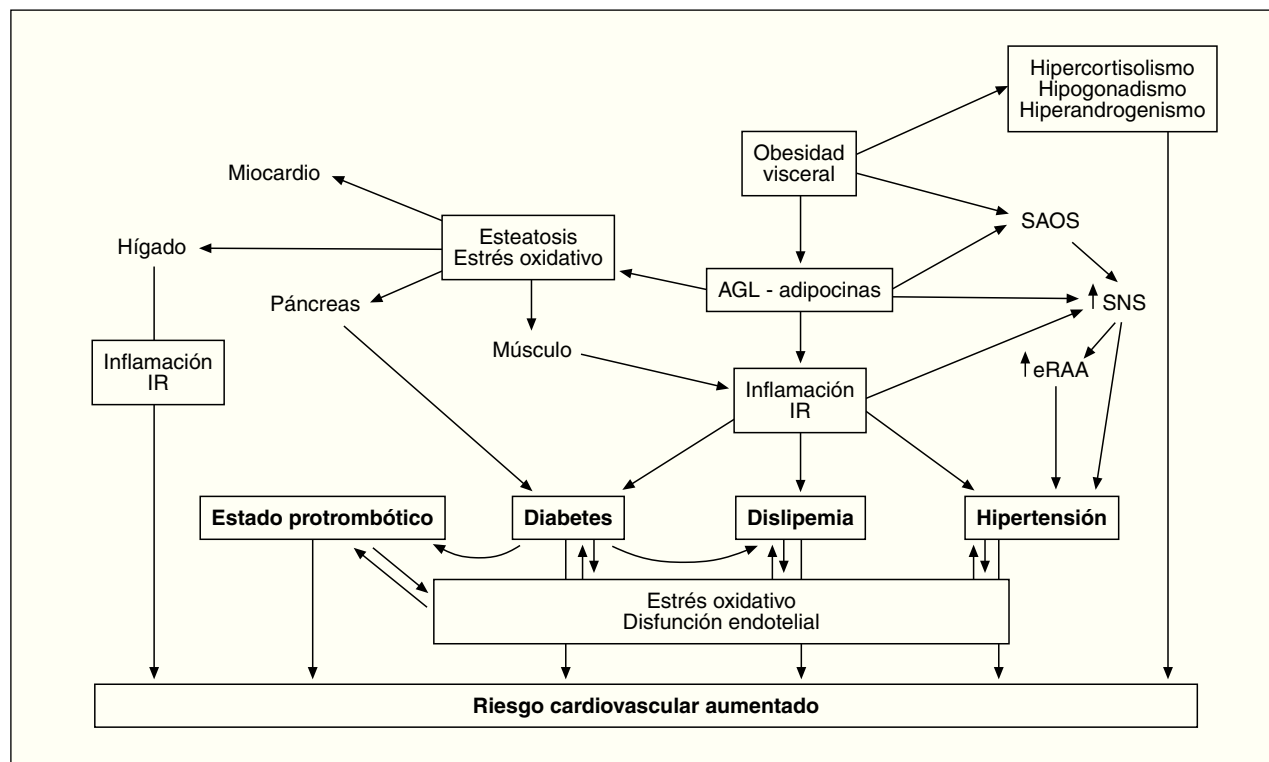 Hipercortisolismo
Hipogonadismo
Hiperandrogenismo
Obesidad
visceral
Miocardio
SAOS
Hígado
Esteatosis
Estrés oxidativo
AGL - adipocinas
Páncreas
SNS
Músculo
Inflamación
IR
eRAA
Inflamación
IR
Estado protrombótico
Diabetes
Dislipemia
Hipertensión
Estrés oxidativo
Disfunción endotelial
Riesgo cardiovascular aumentado